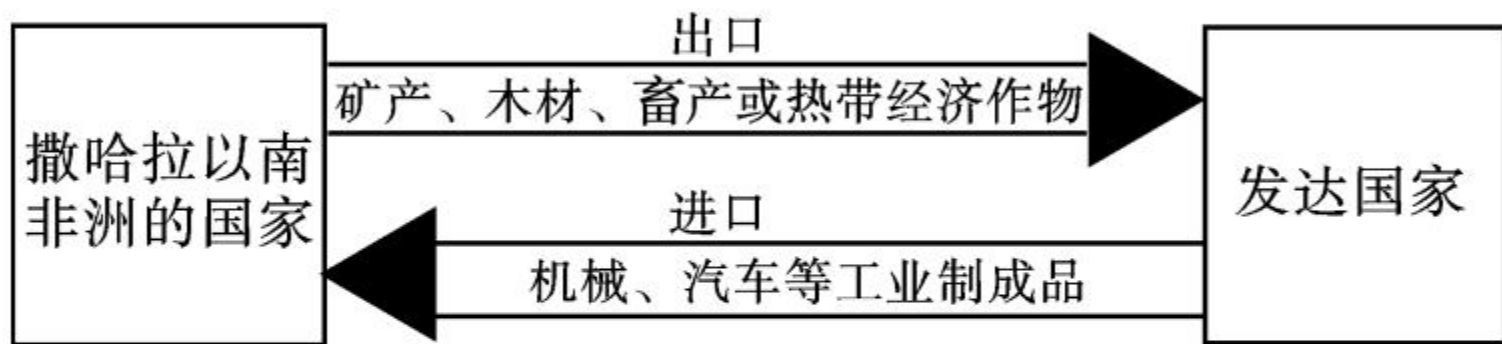 出口
矿产、木材、畜产或热带经济作物
撒哈拉以南
非洲的国家
发达国家
进口
机械、汽车等工业制成品